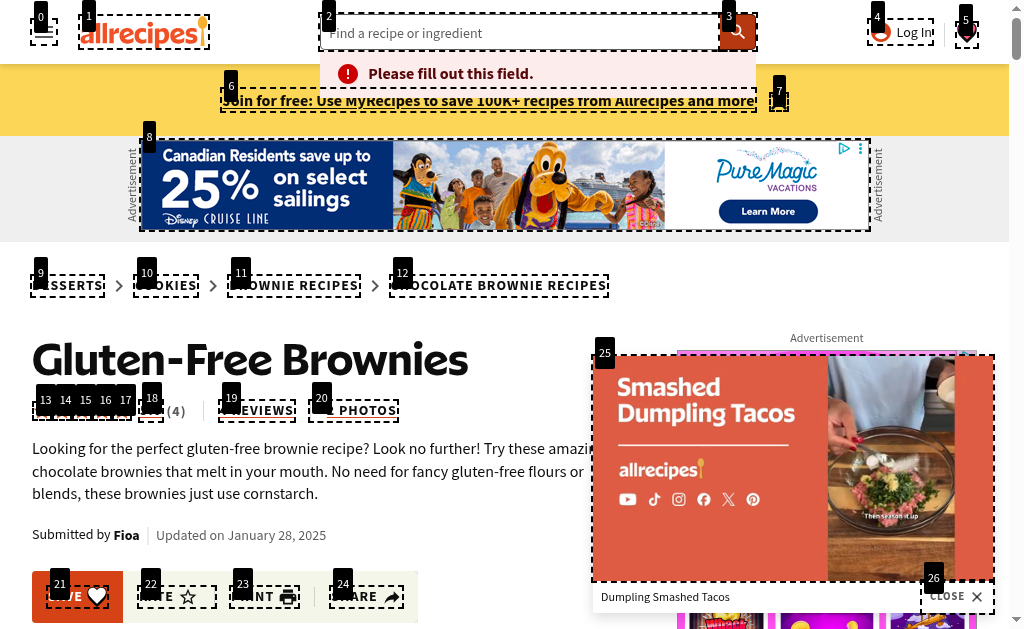 0
1
2
3
4
5
allrecipes
Find a recipe or ingredient
Log In
Please fill out this field.
6
7
Join for free: Use MyRecipes to save 100K+ recipes from Allrecipes and more
8
Advertisement
Canadian Residents save up to
25% on select sailings
Disney CRUISE LINE
PURE MAGIC
VACATIONS
Learn More
Advertisement
9
10
11
12
DESSERTS
COOKIES
BROWNIE RECIPES
CHOCOLATE BROWNIE RECIPES
Gluten-Free Brownies
Advertisement
13
14
15
16
17
18
19
20
(4)
REVIEWS
2 PHOTOS
Looking for the perfect gluten-free brownie recipe? Look no further! Try these
chocolate brownies that melt in your mouth. No need for fancy gluten-free flours or
blends, these brownies just use cornstarch.
Submitted by Fioa
Updated on January 28, 2025
21
22
23
24
SAVE
RATE
PRINT
SHARE
25
Smashed
Dumpling Tacos
allrecipes
Then season it up
26
Dumpling Smashed Tacos
CLOSE